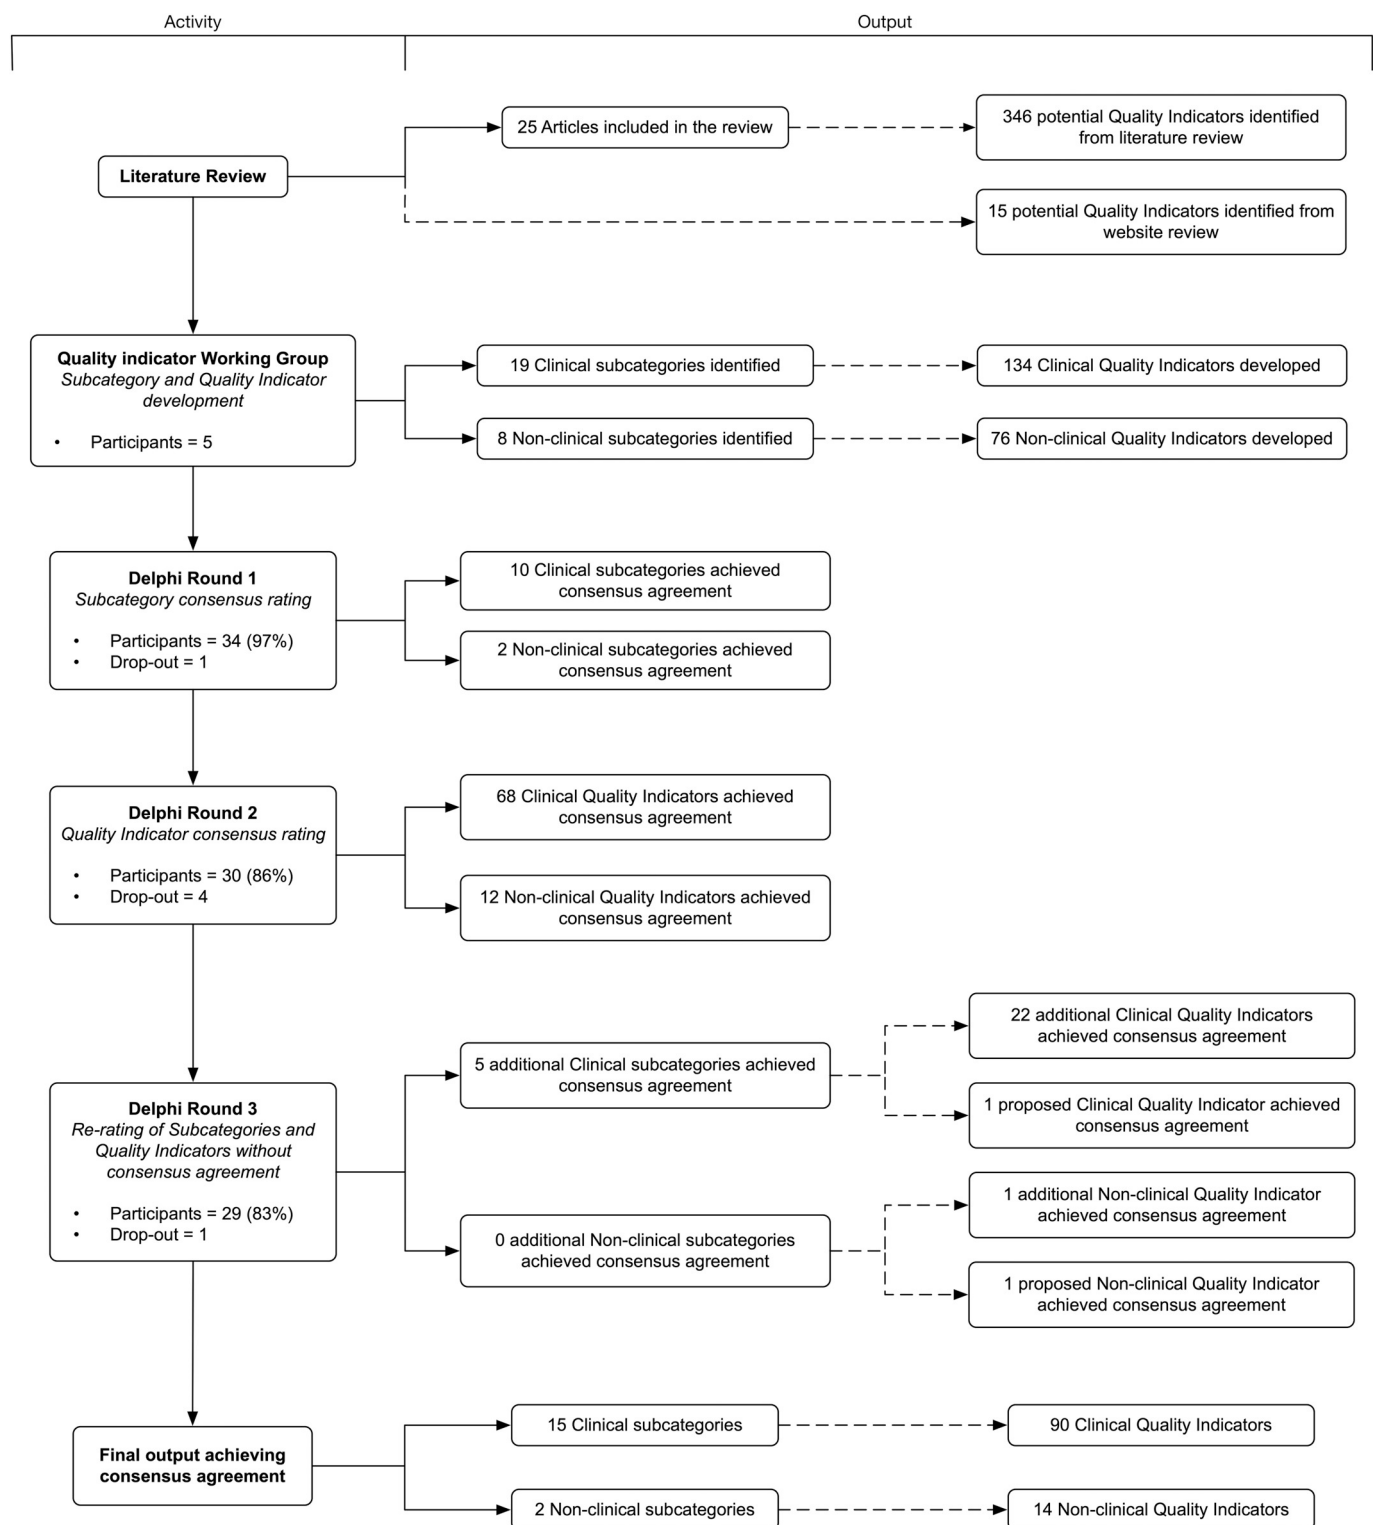 Activity
Output
25 Articles included in the review
346 potential Quality Indicators identified
from literature review
Literature Review
15 potential Quality Indicators identified from
website review
Quality indicator Working Group
Subcategory and Quality Indicator
development
• Participants = 5
19 Clinical subcategories identified
134 Clinical Quality Indicators developed
8 Non-clinical subcategories identified
76 Non-clinical Quality Indicators developed
Delphi Round 1
Subcategory consensus rating
• Participants = 34 (97%)
• Drop-out = 1
10 Clinical subcategories achieved
consensus agreement
2 Non-clinical subcategories achieved
consensus agreement
Delphi Round 2
Quality Indicator consensus rating
• Participants = 30 (86%)
• Drop-out = 4
68 Clinical Quality Indicators achieved
consensus agreement
12 Non-clinical Quality Indicators achieved
consensus agreement
Delphi Round 3
Re-rating of Subcategories and
Quality Indicators without
consensus agreement
• Participants = 29 (83%)
• Drop-out = 1
5 additional Clinical subcategories achieved
consensus agreement
22 additional Clinical Quality Indicators
achieved consensus agreement
1 proposed Clinical Quality Indicator achieved
consensus agreement
0 additional Non-clinical subcategories
achieved consensus agreement
1 additional Non-clinical Quality Indicator
achieved consensus agreement
1 proposed Non-clinical Quality Indicator
achieved consensus agreement
Final output achieving
consensus agreement
15 Clinical subcategories
90 Clinical Quality Indicators
2 Non-clinical subcategories
14 Non-clinical Quality Indicators